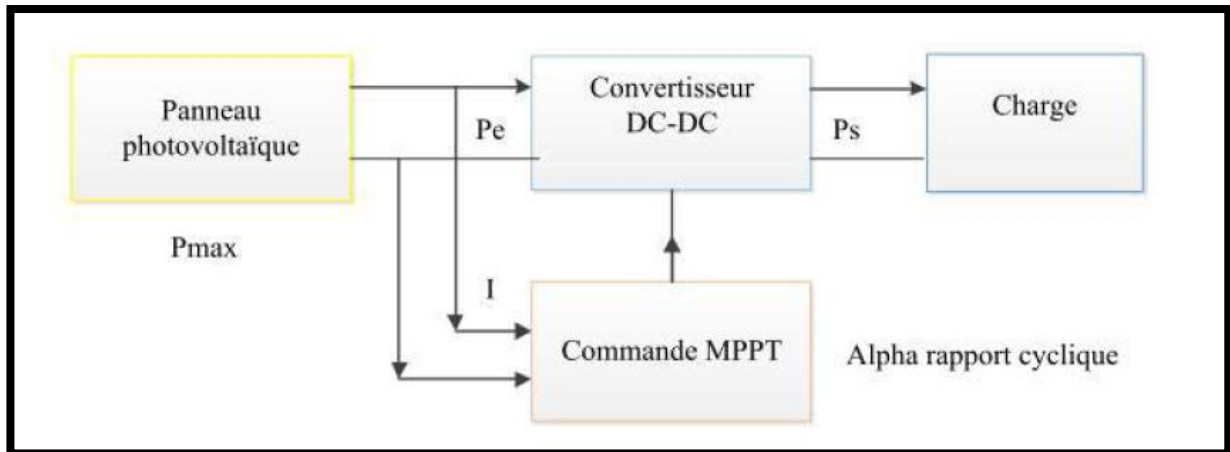 Panneau
photovoltaïque
Convertisseur
DC-DC
Charge
Pe
Ps
Pmax
I
Commande MPPT
Alpha rapport cyclique